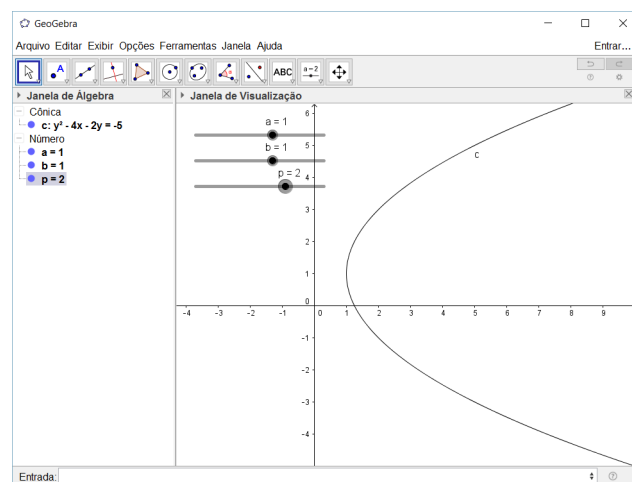 GeoGebra
Arquivo Editar Exibir Opções Ferramentas Janela Ajuda
Entrar...
A
ABC
a=2
Janela de Álgebra
Janela de Visualização
Cônica
c: y² - 4x - 2y = -5
Número
a = 1
b = 1
p = 2
a = 1
b = 1
p = 2
c
6
5
4
3
2
1
0
-1
-2
-3
-4
-4 -3 -2 -1 0 1 2 3 4 5 6 7 8 9
Entrada: